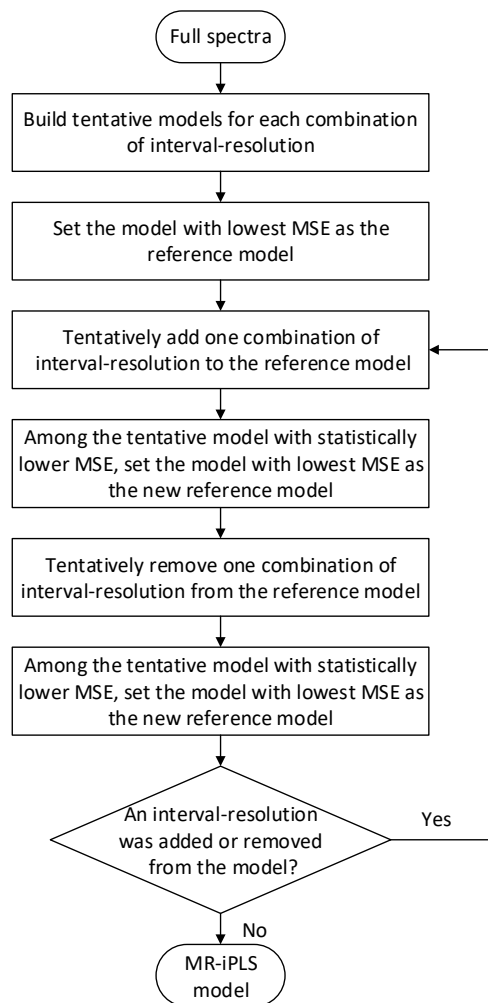 Full spectra
Build tentative models for each combination
of interval-resolution
Set the model with lowest MSE as the
reference model
Tentatively add one combination of
interval-resolution to the reference model
Among the tentative model with statistically
lower MSE, set the model with lowest MSE as
the new reference model
Tentatively remove one combination of
interval-resolution from the reference model
Among the tentative model with statistically
lower MSE, set the model with lowest MSE as
the new reference model
An interval-resolution
was added or removed
from the model?
Yes
No
MR-iPLS
model